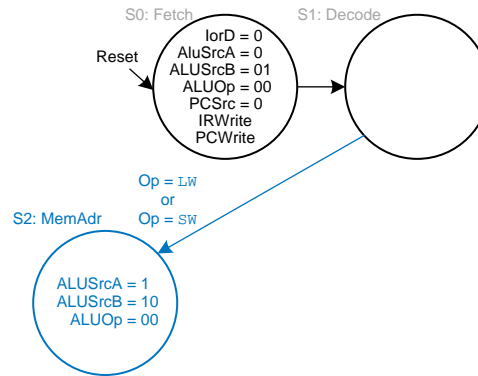 S0: Fetch
S1: Decode
Reset
IorD = 0
AluSrcA = 0
ALUSrcB = 01
ALUOp = 00
PCSrc = 0
IRWrite
PCWrite
Op = LW
or
Op = SW
S2: MemAdr
ALUSrcA = 1
ALUSrcB = 10
ALUOp = 00